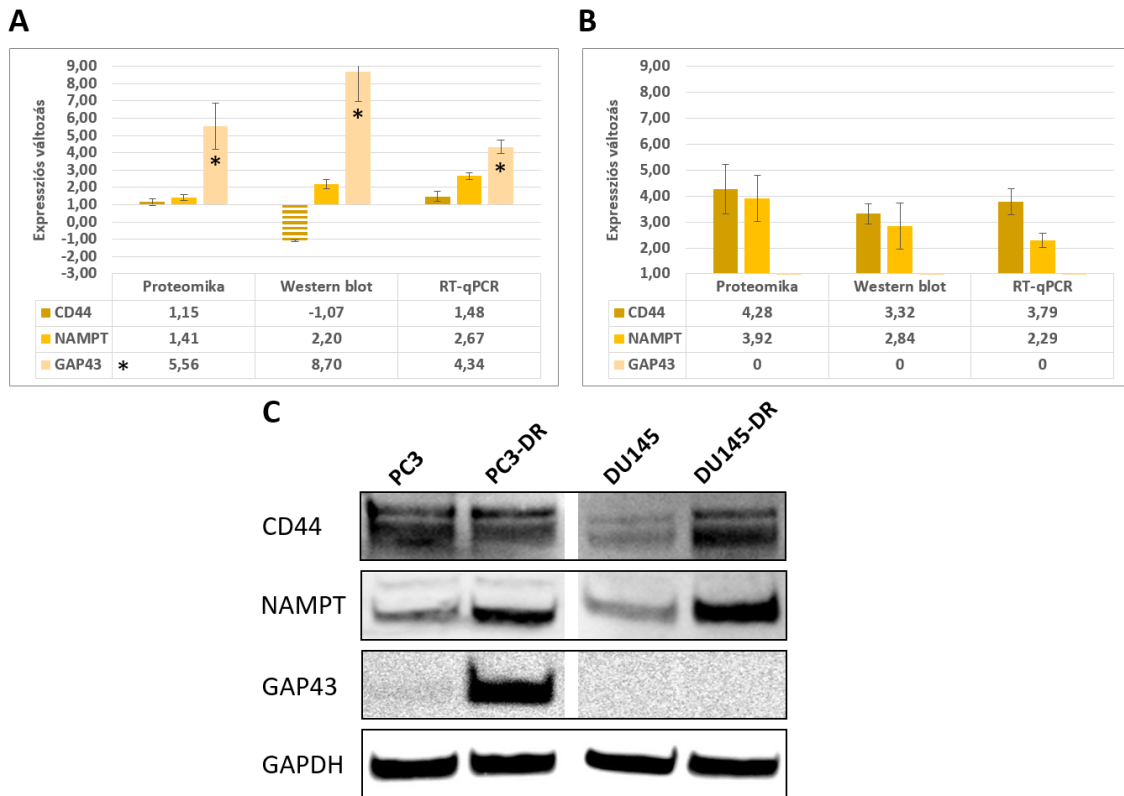 A
Expressziós változás
9,00
8,00
7,00
6,00
5,00
4,00
3,00
2,00
1,00
0,00
-1,00
-2,00
-3,00
*
*
*
Proteomika Western blot RT-qPCR
CD44 1,15 -1,07 1,48
NAMPT 1,41 2,20 2,67
GAP43 * 5,56 8,70 4,34
B
Expressziós változás
9,00
8,00
7,00
6,00
5,00
4,00
3,00
2,00
1,00
Proteomika Western blot RT-qPCR
CD44 4,28 3,32 3,79
NAMPT 3,92 2,84 2,29
GAP43 0 0 0
C
PC3 PC3-DR DU145 DU145-DR
CD44
NAMPT
GAP43
GAPDH